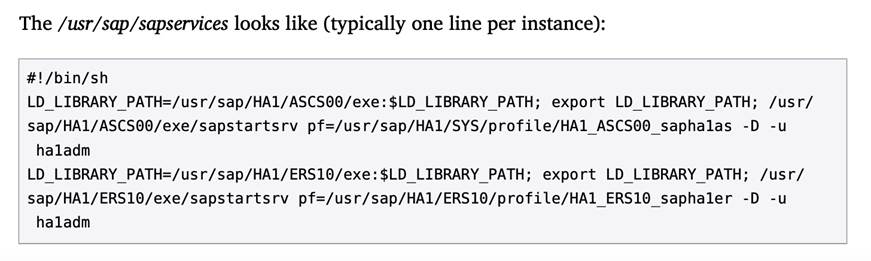 The /usr/sap/sapservices looks like (typically one line per instance):
#!/bin/sh
LD_LIBRARY_PATH=/usr/sap/HA1/ASCS00/exe:$LD_LIBRARY_PATH; export LD_LIBRARY_PATH; /usr/
sap/HA1/ASCS00/exe/sapstartsrv pf=/usr/sap/HA1/SYS/profile/HA1_ASCS00_sapha1as -D -u
ha1adm
LD_LIBRARY_PATH=/usr/sap/HA1/ERS10/exe:$LD_LIBRARY_PATH; export LD_LIBRARY_PATH; /usr/
sap/HA1/ERS10/exe/sapstartsrv pf=/usr/sap/HA1/ERS10/profile/HA1_ERS10_sapha1er -D -u
ha1adm